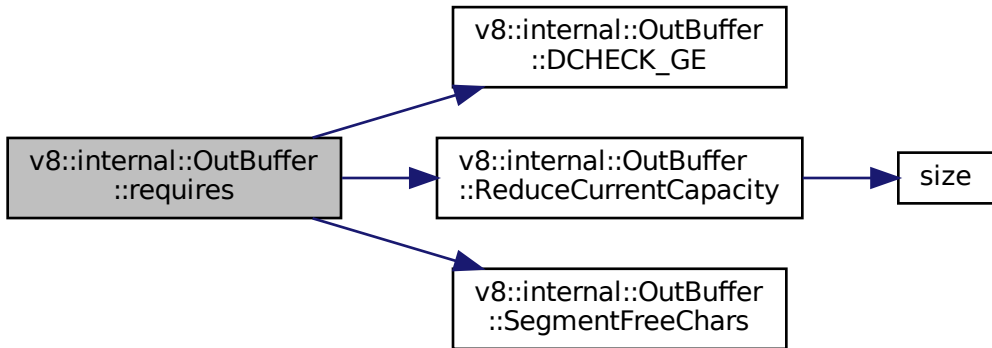 v8::internal::OutBuffer
::DCHECK_GE
v8::internal::OutBuffer
::requires
v8::internal::OutBuffer
::ReduceCurrentCapacity
size
v8::internal::OutBuffer
::SegmentFreeChars